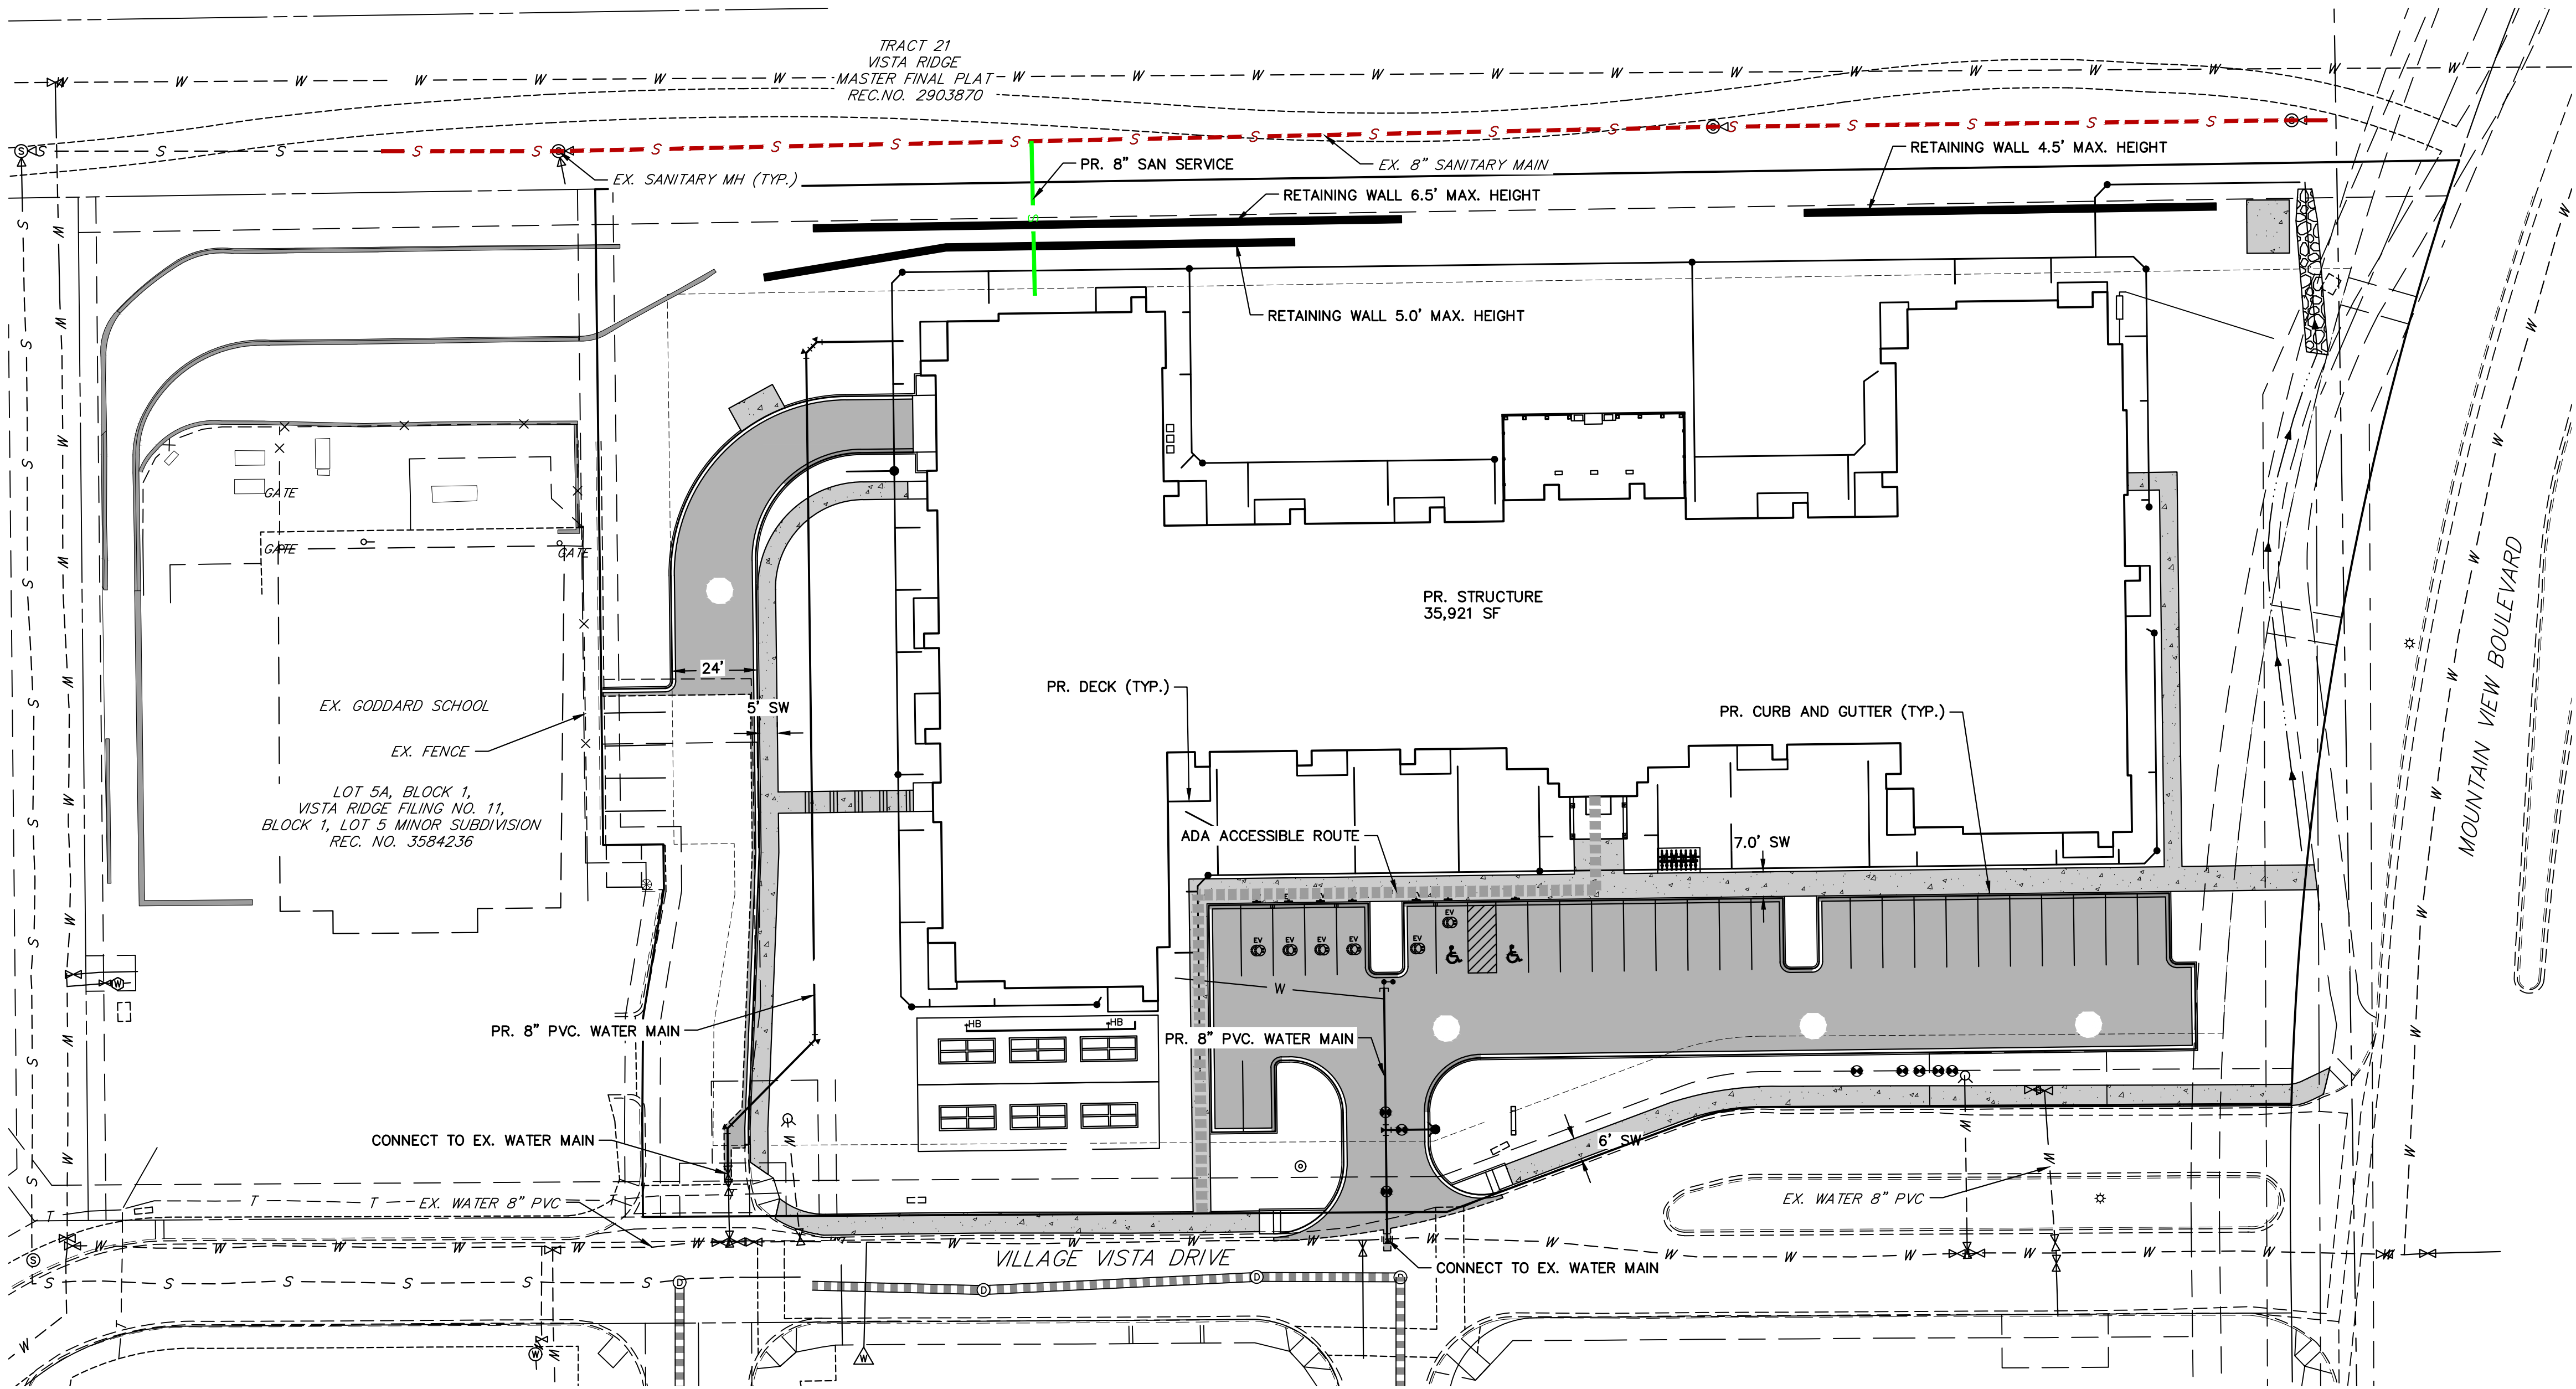 TRACT 21
VISTA RIDGE
MASTER FINAL PLAT
REC.NO. 2903870
EX. SANITARY MH (TYP.)
PR. 8" SAN SERVICE
EX. 8" SANITARY MAIN
RETAINING WALL 4.5' MAX. HEIGHT
RETAINING WALL 6.5' MAX. HEIGHT
RETAINING WALL 5.0' MAX. HEIGHT
GATE
GATE
GATE
PR. STRUCTURE
35,921 SF
MOUNTAIN VIEW BOULEVARD
24'
5' SW
PR. DECK (TYP.)
PR. CURB AND GUTTER (TYP.)
EX. GODDARD SCHOOL
EX. FENCE
LOT 5A, BLOCK 1,
VISTA RIDGE FILING NO. 11,
BLOCK 1, LOT 5 MINOR SUBDIVISION
REC. NO. 3584236
ADA ACCESSIBLE ROUTE
7.0' SW
EV
EV
EV
EV
EV
EV
W
HB
HB
PR. 8" PVC. WATER MAIN
PR. 8" PVC. WATER MAIN
CONNECT TO EX. WATER MAIN
6' SW
EX. WATER 8" PVC
EX. WATER 8" PVC
VILLAGE VISTA DRIVE
CONNECT TO EX. WATER MAIN